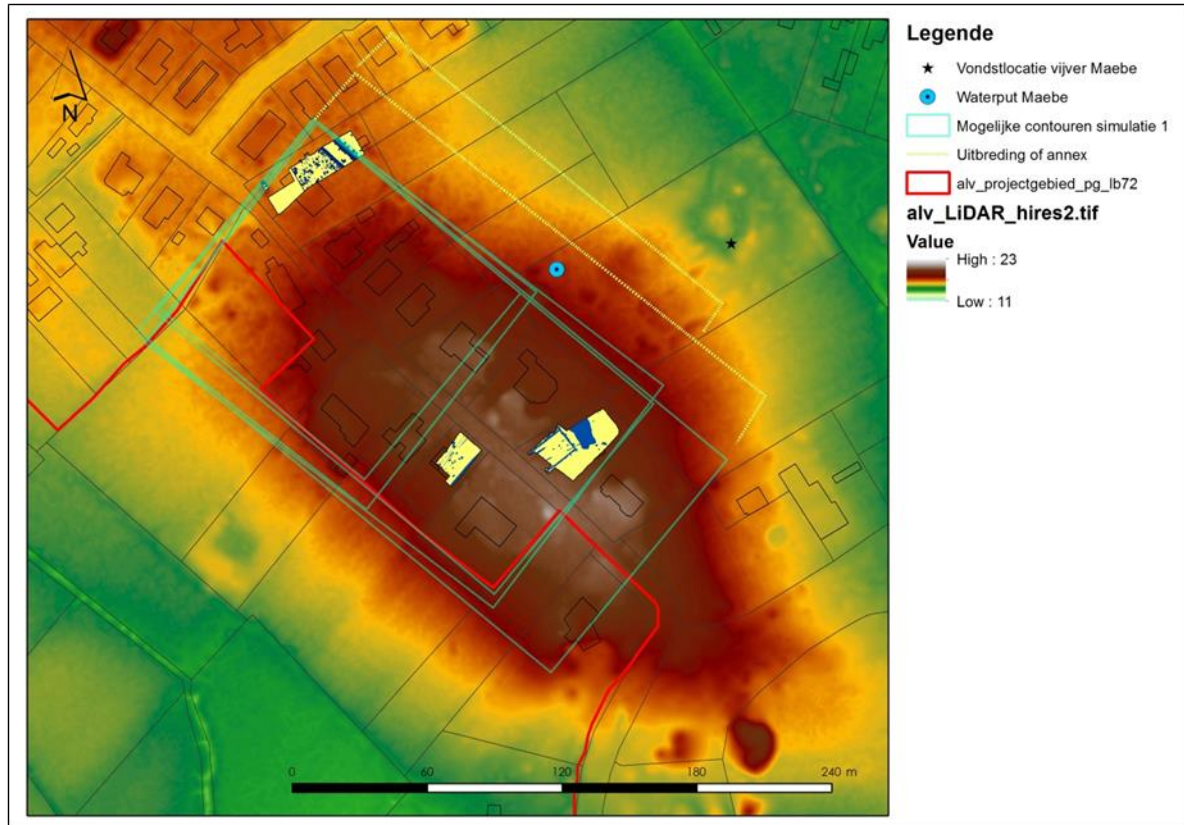 N
Legende
Vondstlocatie vijver Maebe
Waterput Maebe
Mogelijke contouren simulatie 1
Uitbreding of annex
alv_projectgebied_pg_lb72
alv_LiDAR_hires2.tif
Value
High : 23
Low : 11
0 60 120 180 240 m